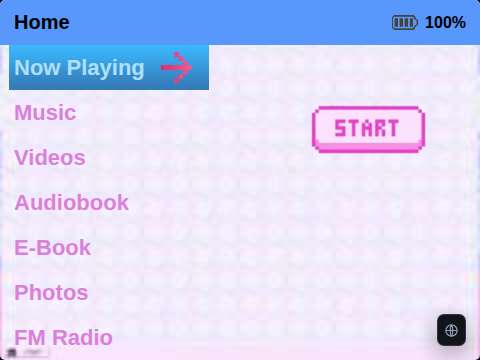 Home
100%
Now Playing
Music
START
Videos
Audiobook
E-Book
Photos
FM Radio